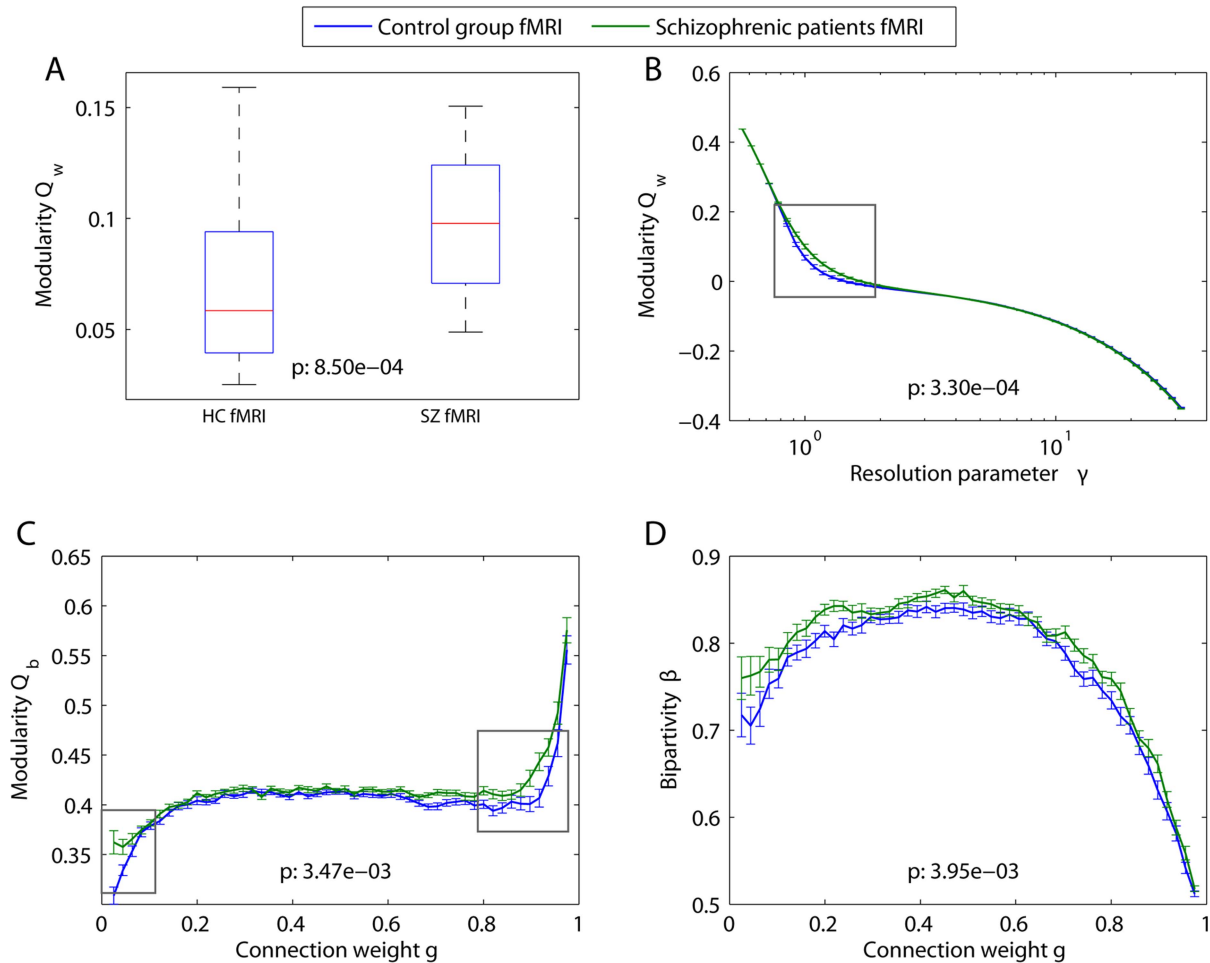 Control group fMRI Schizophrenic patients fMRI
A
Modularity Q w
0.15
0.1
0.05
p: 8.50e−04
HC fMRI SZ fMRI
B
Modularity Q w
0.6
0.4
0.2
0
−0.2
−0.4
p: 3.30e−04
10^0 10^1
Resolution parameter γ
C
Modularity Q b
0.65
0.6
0.55
0.5
0.45
0.4
0.35
p: 3.47e−03
0 0.2 0.4 0.6 0.8 1
Connection weight g
D
Bipartivity β
0.9
0.8
0.7
0.6
0.5
p: 3.95e−03
0 0.2 0.4 0.6 0.8 1
Connection weight g